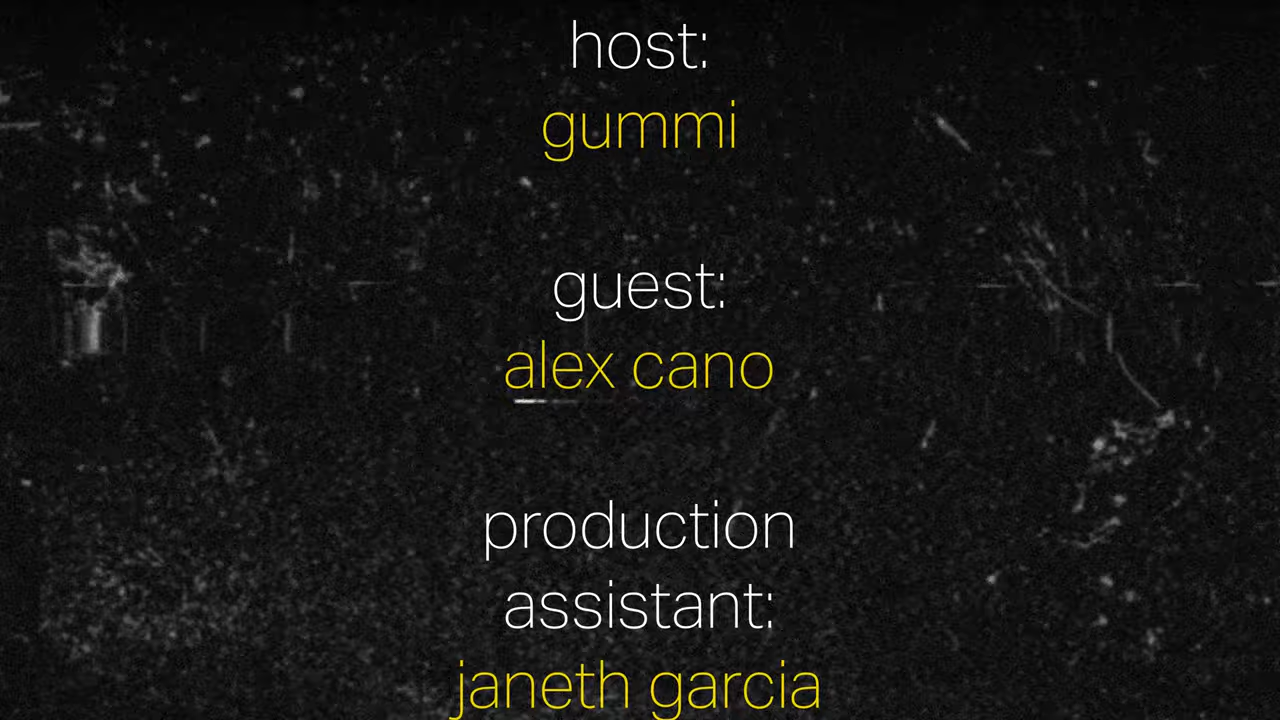 host:
gummi
guest:
alex cano
production
assistant:
janeth garcia